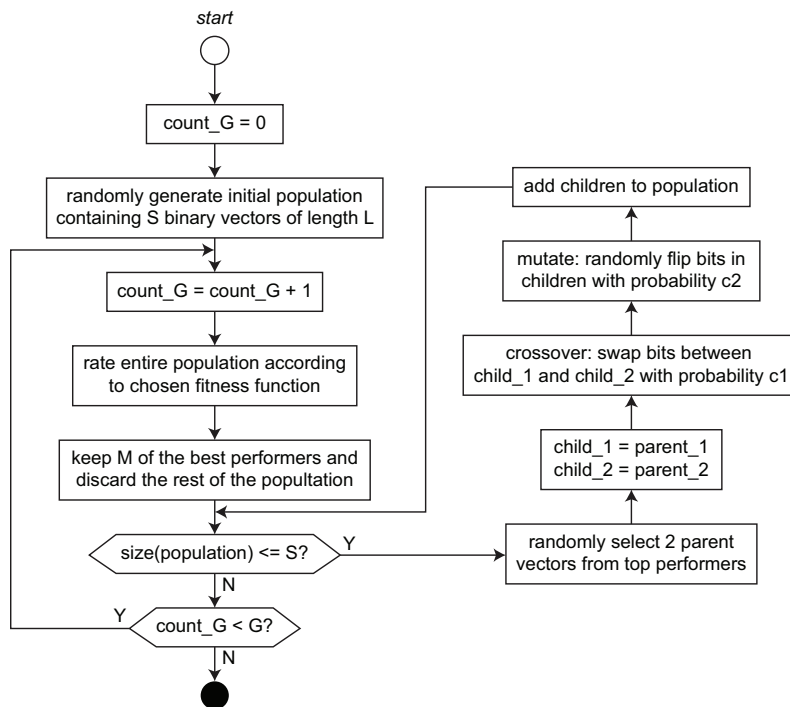 start
count_G = 0
randomly generate initial population
containing S binary vectors of length L
count_G = count_G + 1
rate entire population according
to chosen fitness function
keep M of the best performers and
discard the rest of the popultation
size(population) <= S?
Y
N
count_G < G?
Y
N
randomly select 2 parent
vectors from top performers
child_1 = parent_1
child_2 = parent_2
crossover: swap bits between
child_1 and child_2 with probability c1
mutate: randomly flip bits in
children with probability c2
add children to population